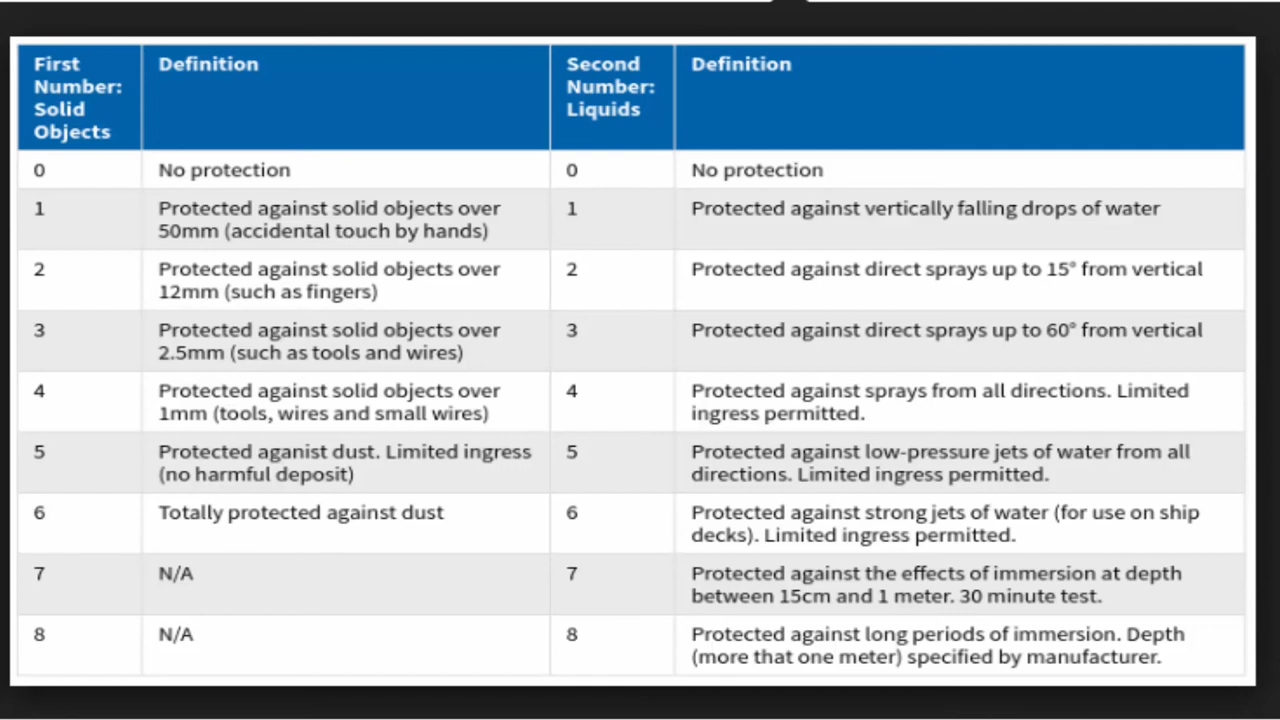 First Number: Solid Objects
Definition
Second Number: Liquids
Definition
0
No protection
0
No protection
1
Protected against solid objects over
50mm (accidental touch by hands)
1
Protected against vertically falling drops of water
2
Protected against solid objects over
12mm (such as fingers)
2
Protected against direct sprays up to 15° from vertical
3
Protected against solid objects over
2.5mm (such as tools and wires)
3
Protected against direct sprays up to 60° from vertical
4
Protected against solid objects over
1mm (tools, wires and small wires)
4
Protected against sprays from all directions. Limited
ingress permitted.
5
Protected aganist dust. Limited ingress
(no harmful deposit)
5
Protected against low-pressure jets of water from all
directions. Limited ingress permitted.
6
Totally protected against dust
6
Protected against strong jets of water (for use on ship
decks). Limited ingress permitted.
7
N/A
7
Protected against the effects of immersion at depth
between 15cm and 1 meter. 30 minute test.
8
N/A
8
Protected against long periods of immersion. Depth
(more that one meter) specified by manufacturer.